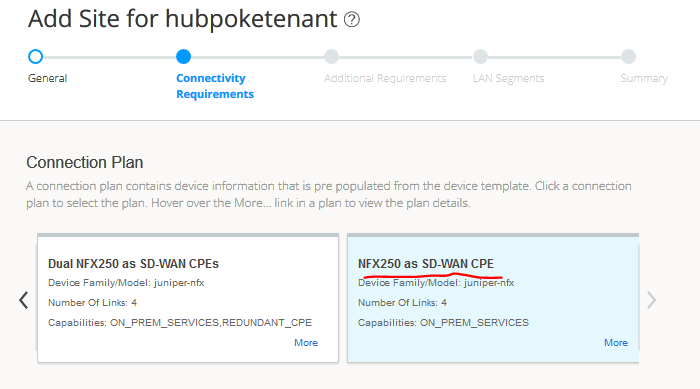 Add Site for hubpoketenant ?
General
Connectivity
Requirements
Additional Requirements
LAN Segments
Summary
Connection Plan
A connection plan contains device information that is pre populated from the device template. Click a connection
plan to select the plan. Hover over the More... link in a plan to view the plan details.
Dual NFX250 as SD-WAN CPEs
Device Family/Model: juniper-nfx
Number Of Links: 4
Capabilities: ON_PREM_SERVICES,REDUNDANT_CPE
More
NFX250 as SD-WAN CPE
Device Family/Model: juniper-nfx
Number Of Links: 4
Capabilities: ON_PREM_SERVICES
More